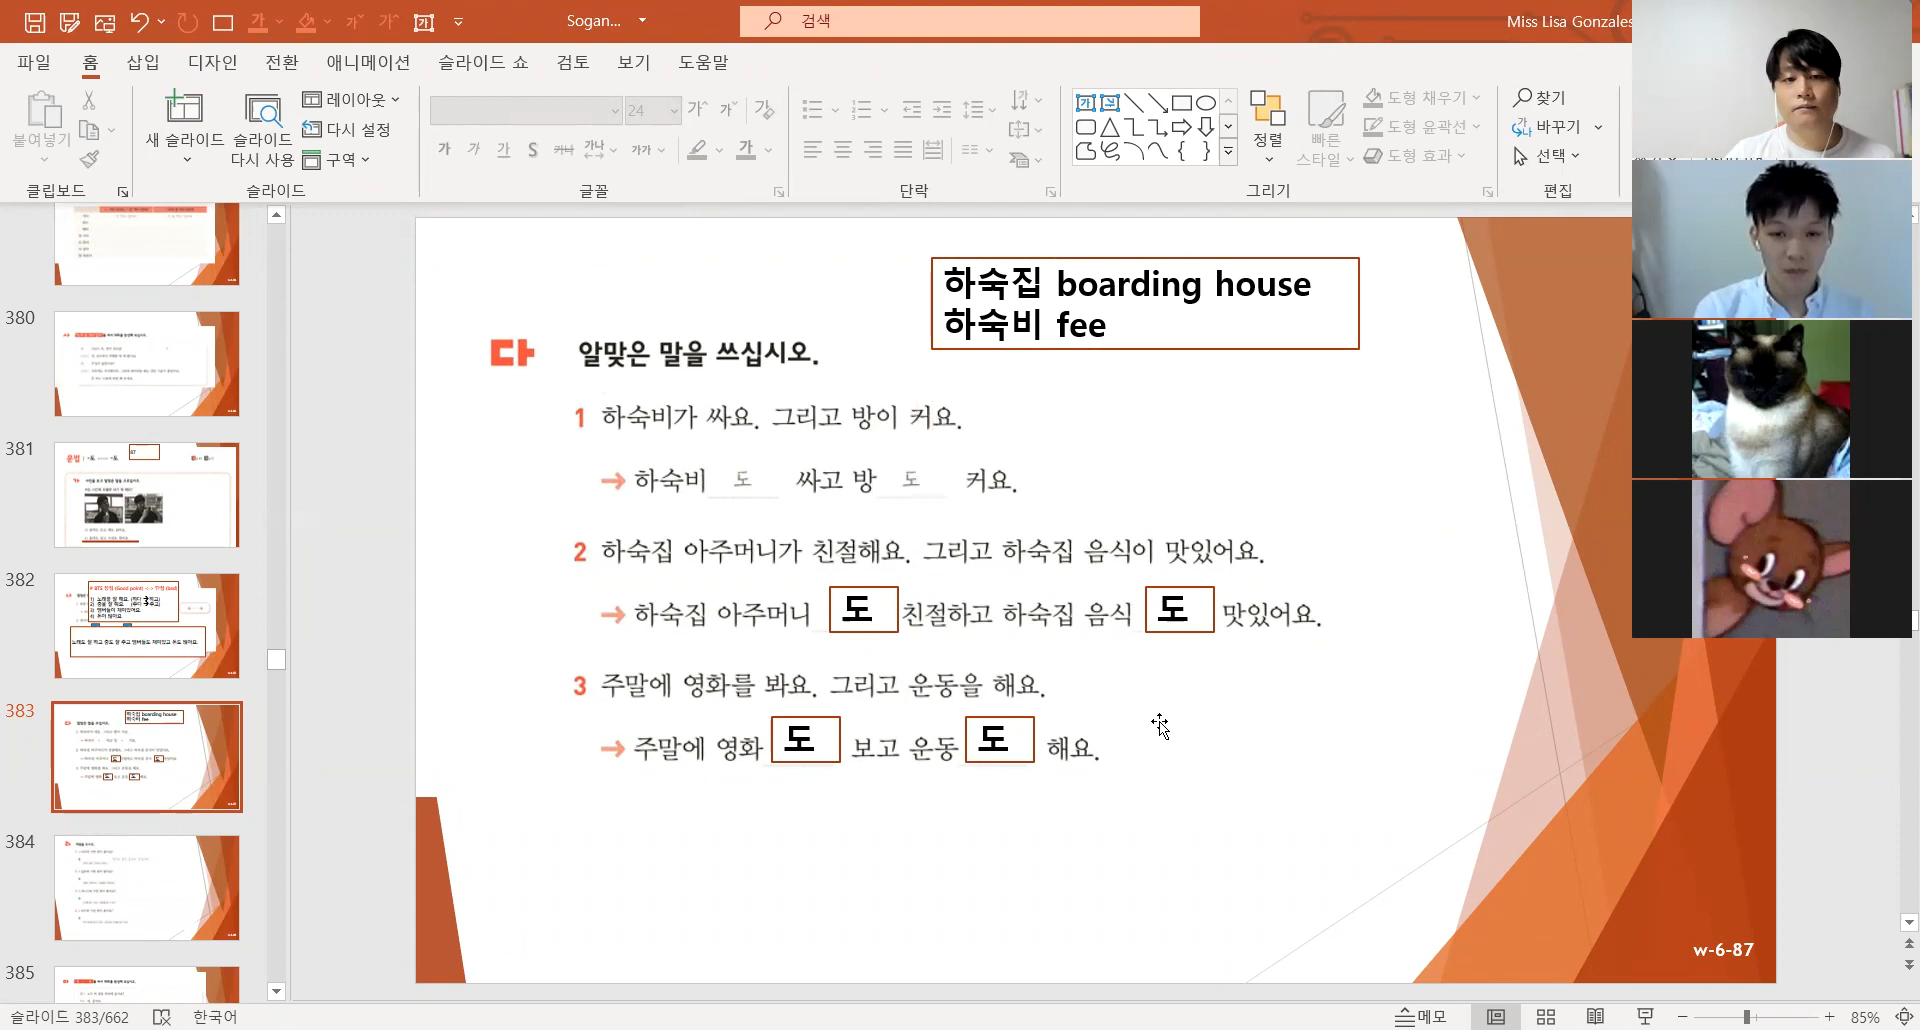 Sogan...
검색
Miss Lisa Gonzales
파일 홈 삽입 디자인 전환 애니메이션 슬라이드 쇼 검토 보기 도움말
붙여넣기
클립보드
새 슬라이드
슬라이드 다시 사용
레이아웃
다시 설정
구역
슬라이드
24
글꼴
단락
정렬
빠른 스타일
도형 채우기
도형 윤곽선
도형 효과
그리기
찾기
바꾸기
선택
편집
380
381
382
383
384
385
하숙집 boarding house
하숙비 fee
다 알맞은 말을 쓰십시오.
1 하숙비가 싸요. 그리고 방이 커요.
→ 하숙비 도 싸고 방 도 커요.
2 하숙집 아주머니가 친절해요. 그리고 하숙집 음식이 맛있어요.
→ 하숙집 아주머니 도 친절하고 하숙집 음식 도 맛있어요.
3 주말에 영화를 봐요. 그리고 운동을 해요.
→ 주말에 영화 도 보고 운동 도 해요.
w-6-87
슬라이드 383/662
한국어
메모
85%